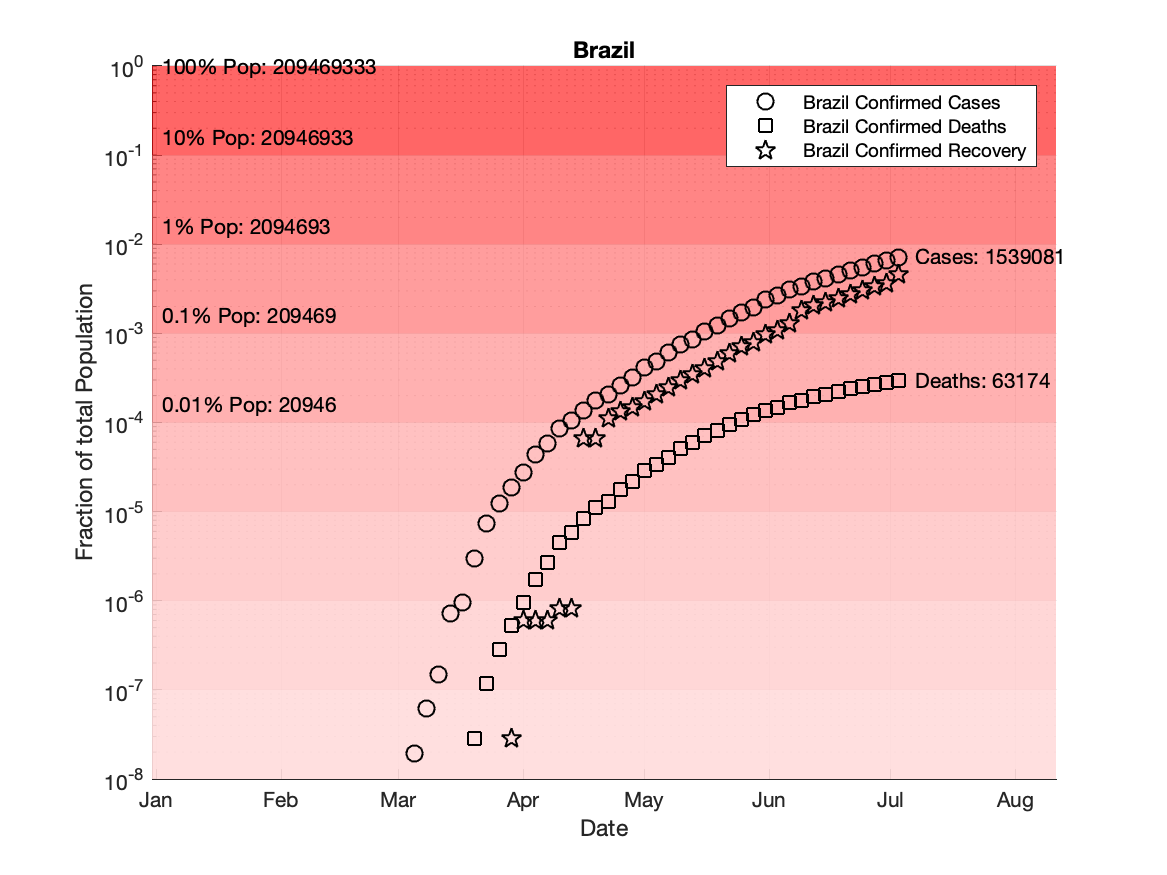 Brazil
10^0
100% Pop: 209469333
Brazil Confirmed Cases
Brazil Confirmed Deaths
Brazil Confirmed Recovery
10% Pop: 20946933
10^-1
1% Pop: 2094693
10^-2
Cases: 1539081
0.1% Pop: 209469
10^-3
Deaths: 63174
0.01% Pop: 20946
10^-4
10^-5
10^-6
10^-7
10^-8
Fraction of total Population
Jan Feb Mar Apr May Jun Jul Aug
Date